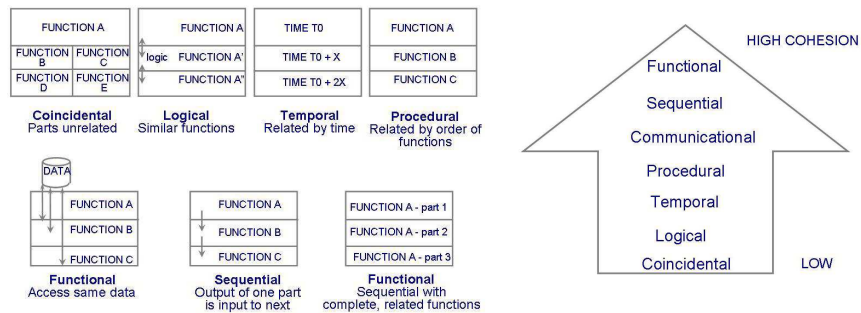 FUNCTION A
FUNCTION B
FUNCTION C
FUNCTION D
FUNCTION E
Coincidental
Parts unrelated
FUNCTION A
logic
FUNCTION A'
FUNCTION A"
Logical
Similar functions
TIME T0
TIME T0 + X
TIME T0 + 2X
Temporal
Related by time
FUNCTION A
FUNCTION B
FUNCTION C
Procedural
Related by order of
functions
DATA
FUNCTION A
FUNCTION B
FUNCTION C
Functional
Access same data
FUNCTION A
FUNCTION B
FUNCTION C
Sequential
Output of one part
is input to next
FUNCTION A - part 1
FUNCTION A - part 2
FUNCTION A - part 3
Functional
Sequential with
complete, related functions
HIGH COHESION
Functional
Sequential
Communicational
Procedural
Temporal
Logical
Coincidental
LOW